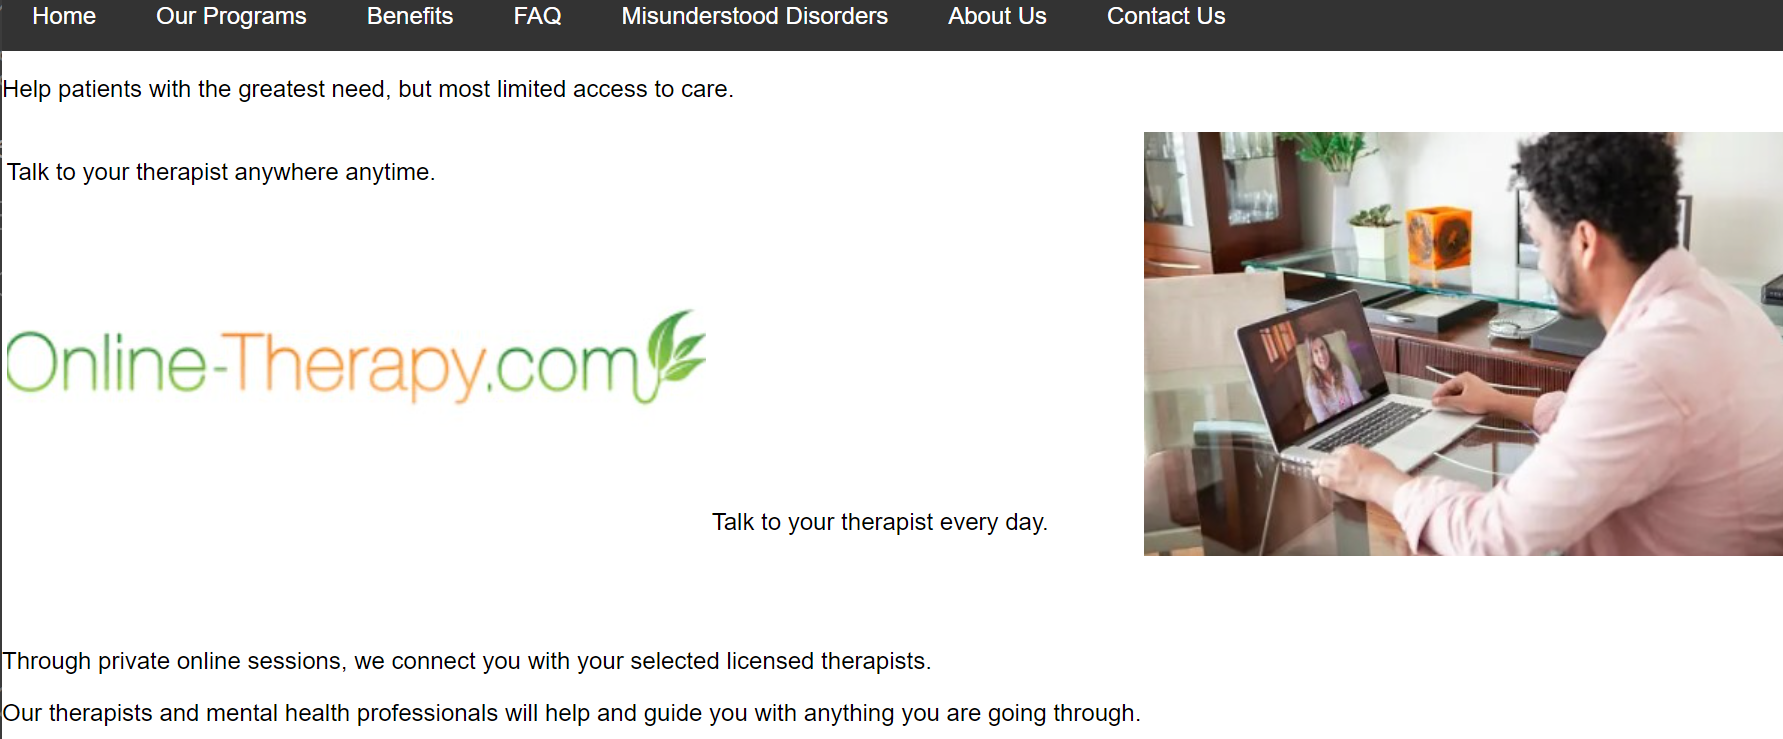 Home Our Programs Benefits FAQ Misunderstood Disorders About Us Contact Us
Help patients with the greatest need, but most limited access to care.
Talk to your therapist anywhere anytime.
Online-Therapy.com
Talk to your therapist every day.
Through private online sessions, we connect you with your selected licensed therapists.
Our therapists and mental health professionals will help and guide you with anything you are going through.